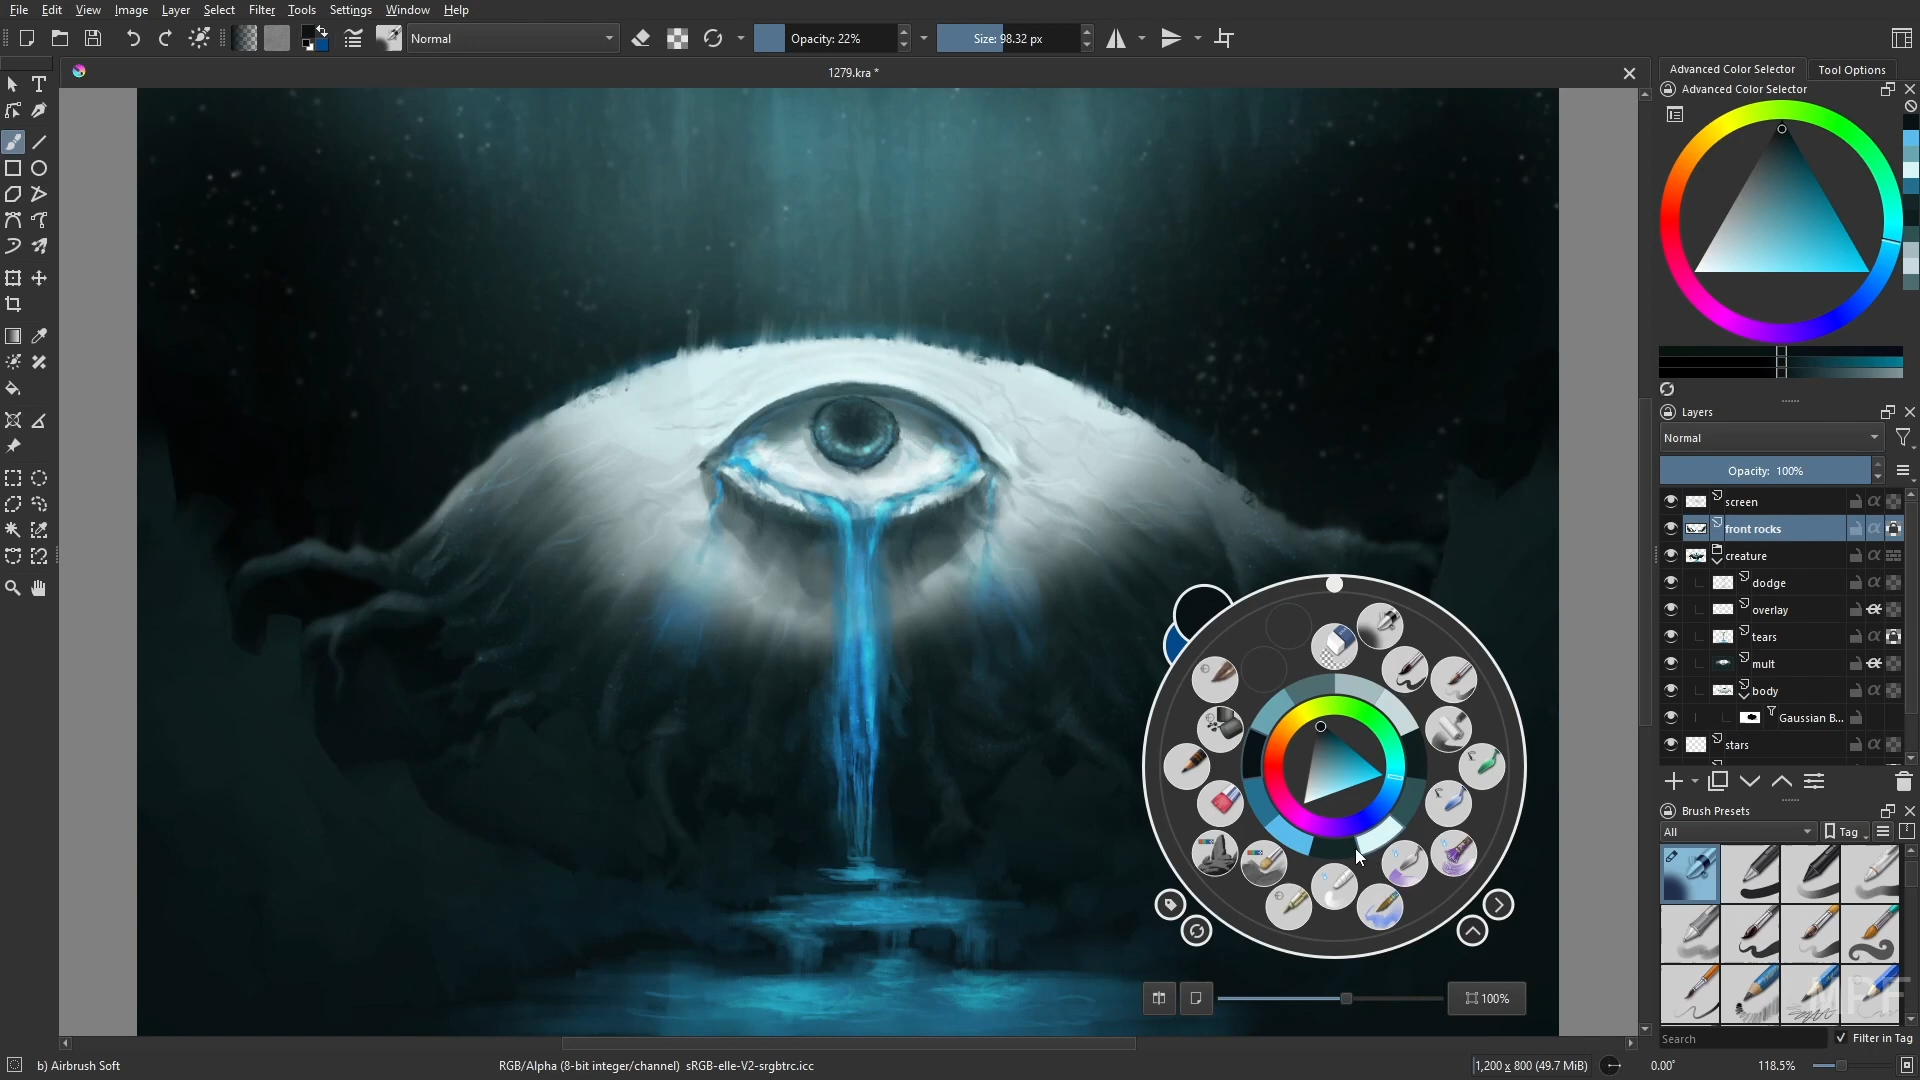 File Edit View Image Layer Select Filter Tools Settings Window Help
Normal
Opacity: 22%
Size: 98.32 px
1279.kra *
Advanced Color Selector
Tool Options
Advanced Color Selector
Layers
Normal
Opacity: 100%
screen
front rocks
creature
dodge
overlay
tears
mult
body
Gaussian B...
stars
Brush Presets
All
Tag
100%
MPF
Search
Filter in Tag
b) Airbrush Soft
RGB/Alpha (8-bit integer/channel) sRGB-elle-V2-srgbtrc.icc
1,200 x 800 (49.7 MiB)
0.00°
118.5%